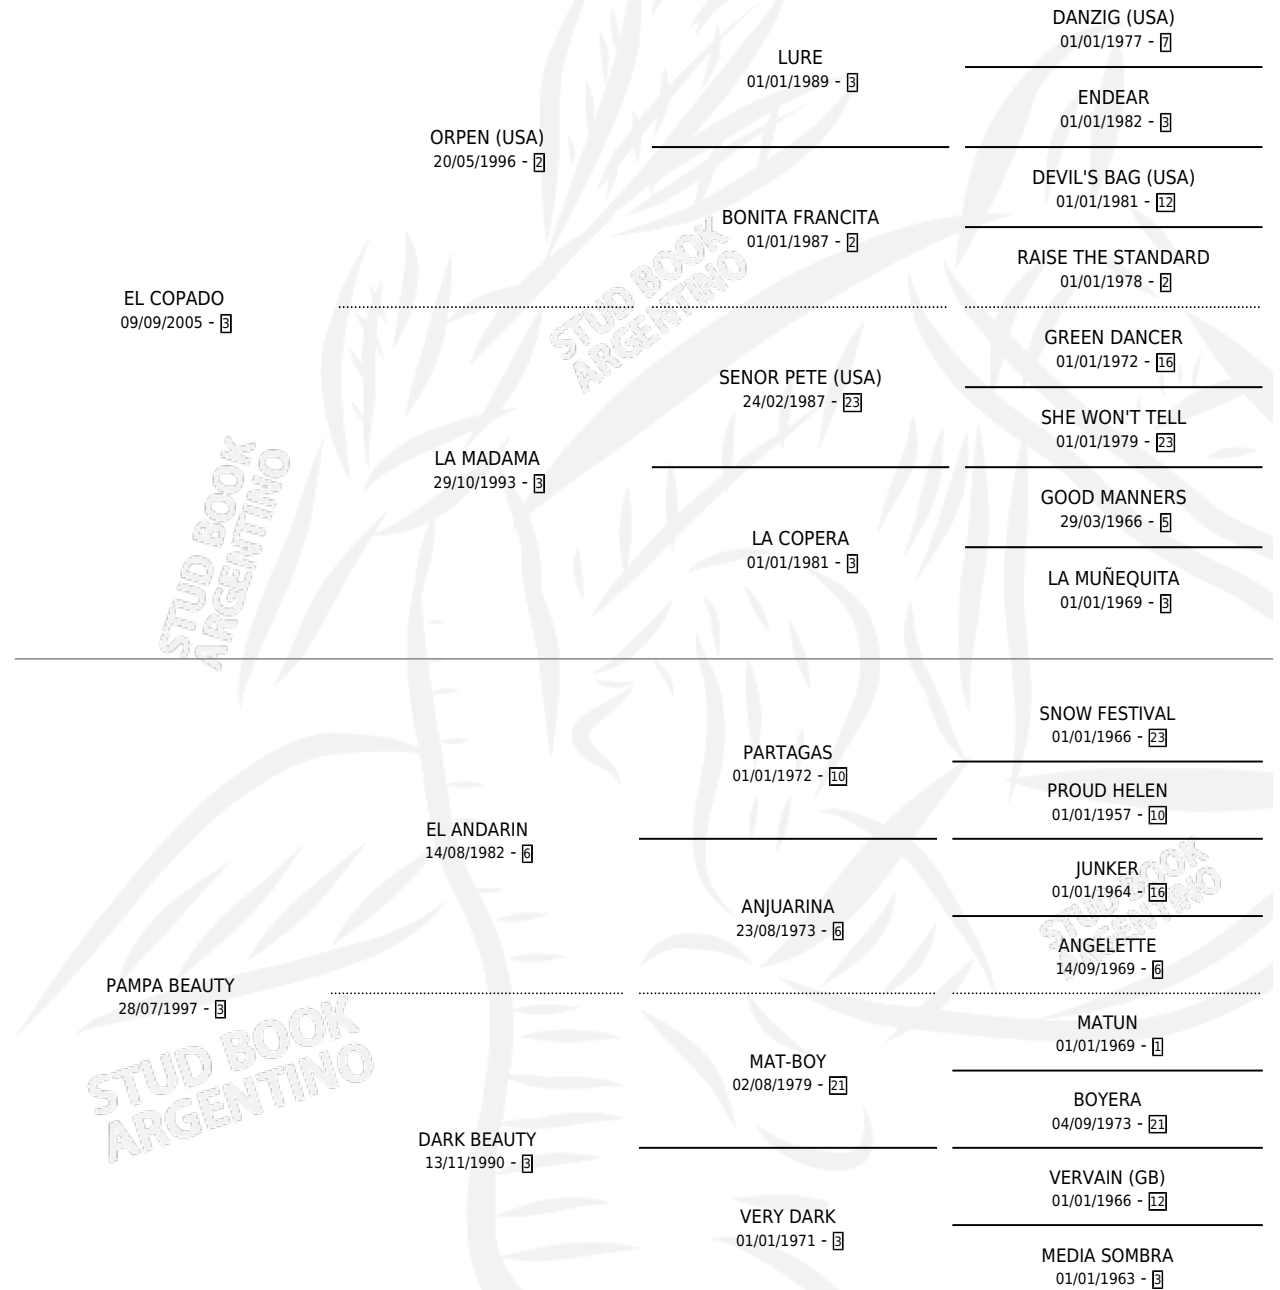 DANZIG (USA)
01/01/1977 - 7
LURE
01/01/1989 - 3
ENDEAR
01/01/1982 - 3
ORPEN (USA)
20/05/1996 - 2
DEVIL'S BAG (USA)
01/01/1981 - 12
BONITA FRANCITA
01/01/1987 - 2
RAISE THE STANDARD
01/01/1978 - 2
EL COPADO
09/09/2005 - 3
GREEN DANCER
01/01/1972 - 16
SENOR PETE (USA)
24/02/1987 - 23
SHE WON'T TELL
01/01/1979 - 23
LA MADAMA
29/10/1993 - 3
GOOD MANNERS
29/03/1966 - 5
LA COPERA
01/01/1981 - 3
LA MUÑEQUITA
01/01/1969 - 3
SNOW FESTIVAL
01/01/1966 - 23
PARTAGAS
01/01/1972 - 10
PROUD HELEN
01/01/1957 - 10
EL ANDARIN
14/08/1982 - 6
JUNKER
01/01/1964 - 16
ANJUARINA
23/08/1973 - 6
ANGELETTE
14/09/1969 - 6
PAMPA BEAUTY
28/07/1997 - 3
MATUN
01/01/1969 - 1
MAT-BOY
02/08/1979 - 21
BOYERA
04/09/1973 - 21
DARK BEAUTY
13/11/1990 - 3
VERVAIN (GB)
01/01/1966 - 12
VERY DARK
01/01/1971 - 3
MEDIA SOMBRA
01/01/1963 - 3
STUD BOOK
ARGENTINO
STUD BOOK
ARGENTINO
STUD BOOK
ARGENTINO
STUD BOOK
ARGENTINO